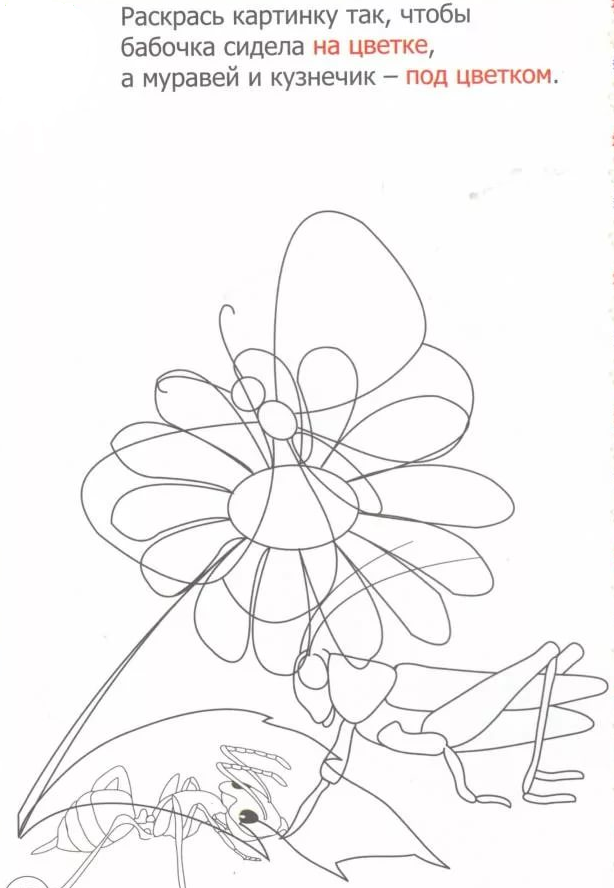 Раскрась картинку так, чтобы
бабочка сидела на цветке,
а муравей и кузнечик – под цветком.